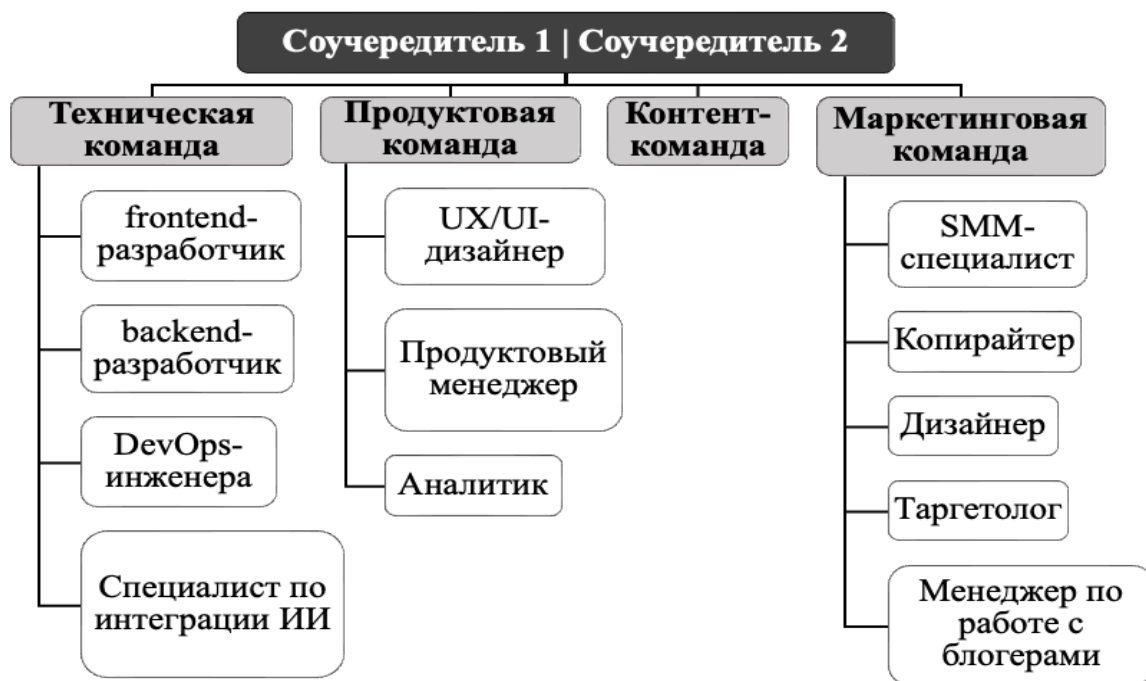 Соучередитель 1 | Соучередитель 2
Техническая
команда
frontend-
разработчик
backend-
разработчик
DevOps-
инженера
Специалист по
интеграции ИИ
Продуктовая
команда
UX/UI-
дизайнер
Продуктовый
менеджер
Аналитик
Контент-
команда
Маркетинговая
команда
SMM-
специалист
Копирайтер
Дизайнер
Таргетолог
Менеджер по
работе с
блогерами